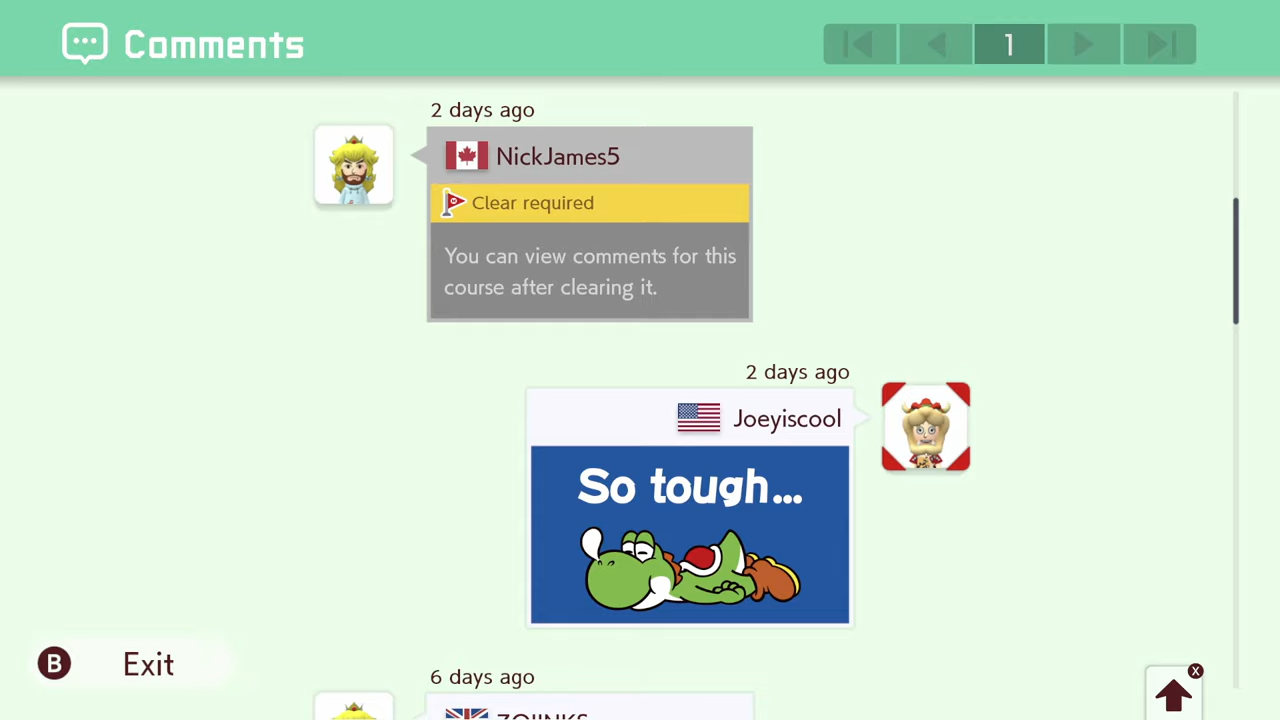 Comments
1
2 days ago
NickJames5
Clear required
You can view comments for this
course after clearing it.
2 days ago
Joeyiscool
So tough...
B Exit
6 days ago
X